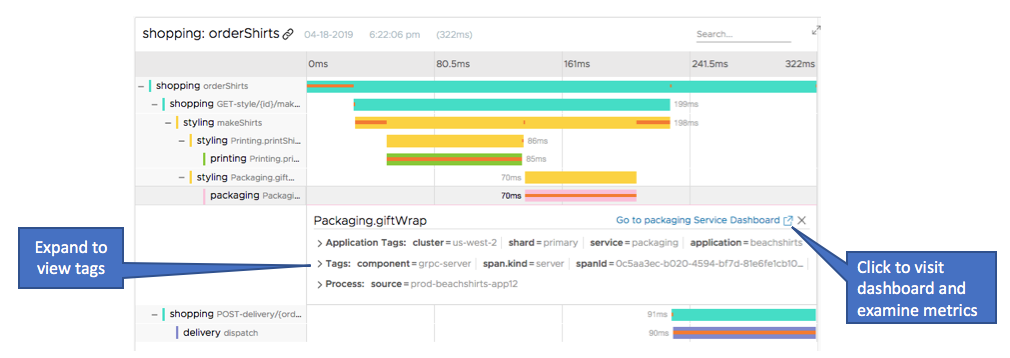 shopping: orderShirts 04-18-2019 6:22:06 pm (322ms) Search...
0ms 80.5ms 161ms 241.5ms 322ms
shopping orderShirts
shopping GET-style/{id}/mak... 199ms
styling makeShirts 198ms
styling Printing.printShi... 86ms
printing Printing.pri... 85ms
styling Packaging.gift... 70ms
packaging Packagi... 70ms
Packaging.giftWrap Go to packaging Service Dashboard
Application Tags: cluster=us-west-2 shard=primary service=packaging application=beachshirts
Tags: component=grpc-server span.kind=server spanId=0c5aa3ec-b020-4594-bf7d-81e6fe1cb10...
Process: source=prod-beachshirts-app12
shopping POST-delivery/{ord... 91ms
delivery dispatch 90ms
Expand to
view tags
Click to visit
dashboard and
examine metrics